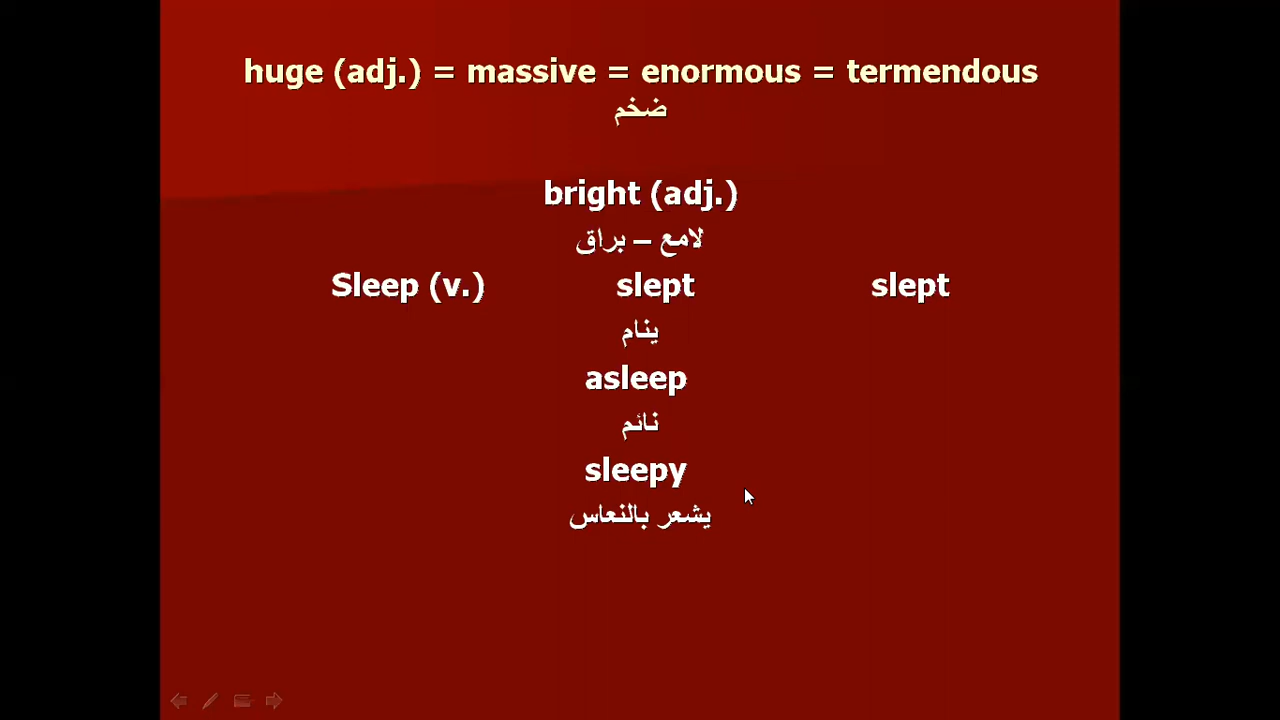 huge (adj.) = massive = enormous = termendous
ضخم
bright (adj.)
لامع – براق
Sleep (v.) slept slept
ينام
asleep
نائم
sleepy
يشعر بالنعاس